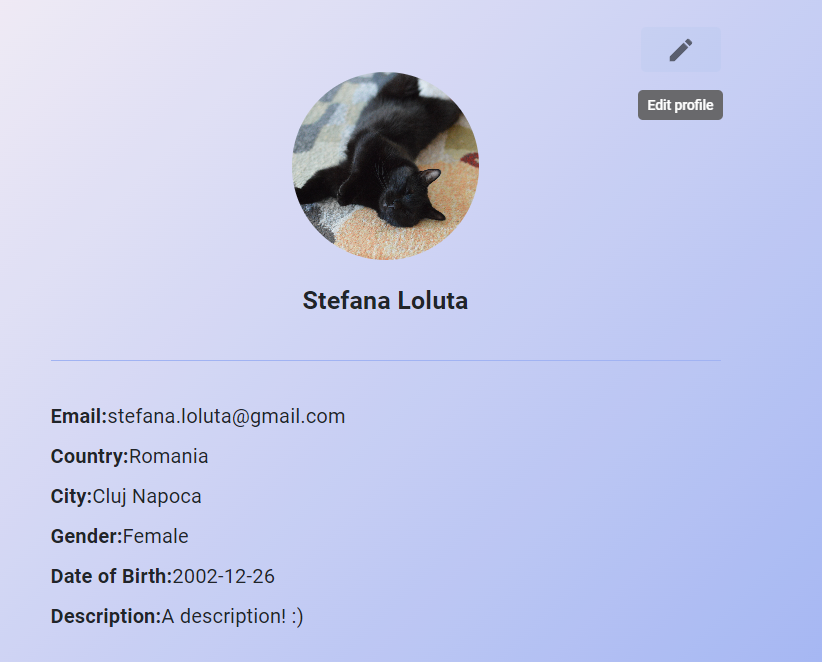 Edit profile
Stefana Loluta
Email:stefana.loluta@gmail.com
Country:Romania
City:Cluj Napoca
Gender:Female
Date of Birth:2002-12-26
Description:A description! :)